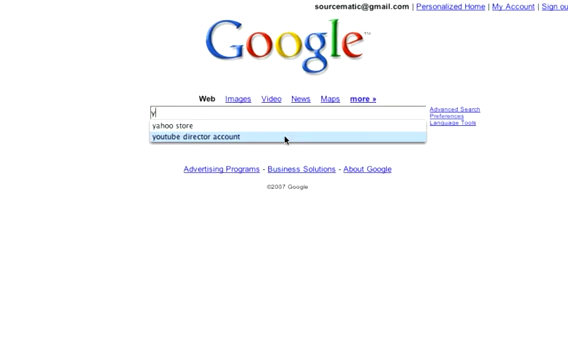 sourcematic@gmail.com | Personalized Home | My Account | Sign ou
Google™
Web Images Video News Maps more »
y
Advanced Search
Preferences
Language Tools
yahoo store
youtube director account
Advertising Programs - Business Solutions - About Google
©2007 Google